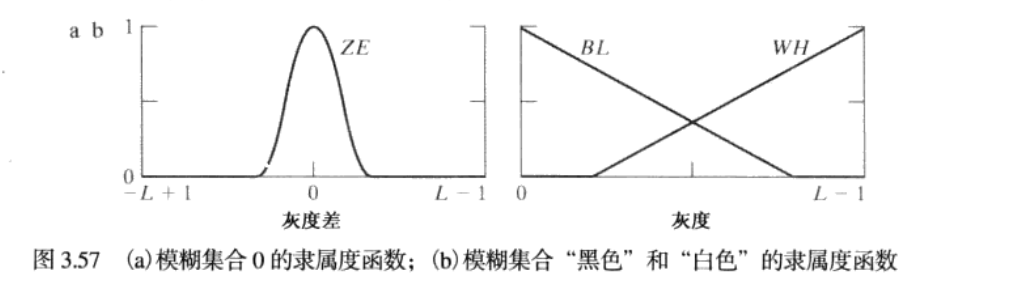 a b
1
ZE
BL
WH
0
-L + 1
0
L - 1
0
L - 1
灰度差
灰度
图 3.57 (a)模糊集合 0 的隶属度函数；(b)模糊集合“黑色”和“白色”的隶属度函数